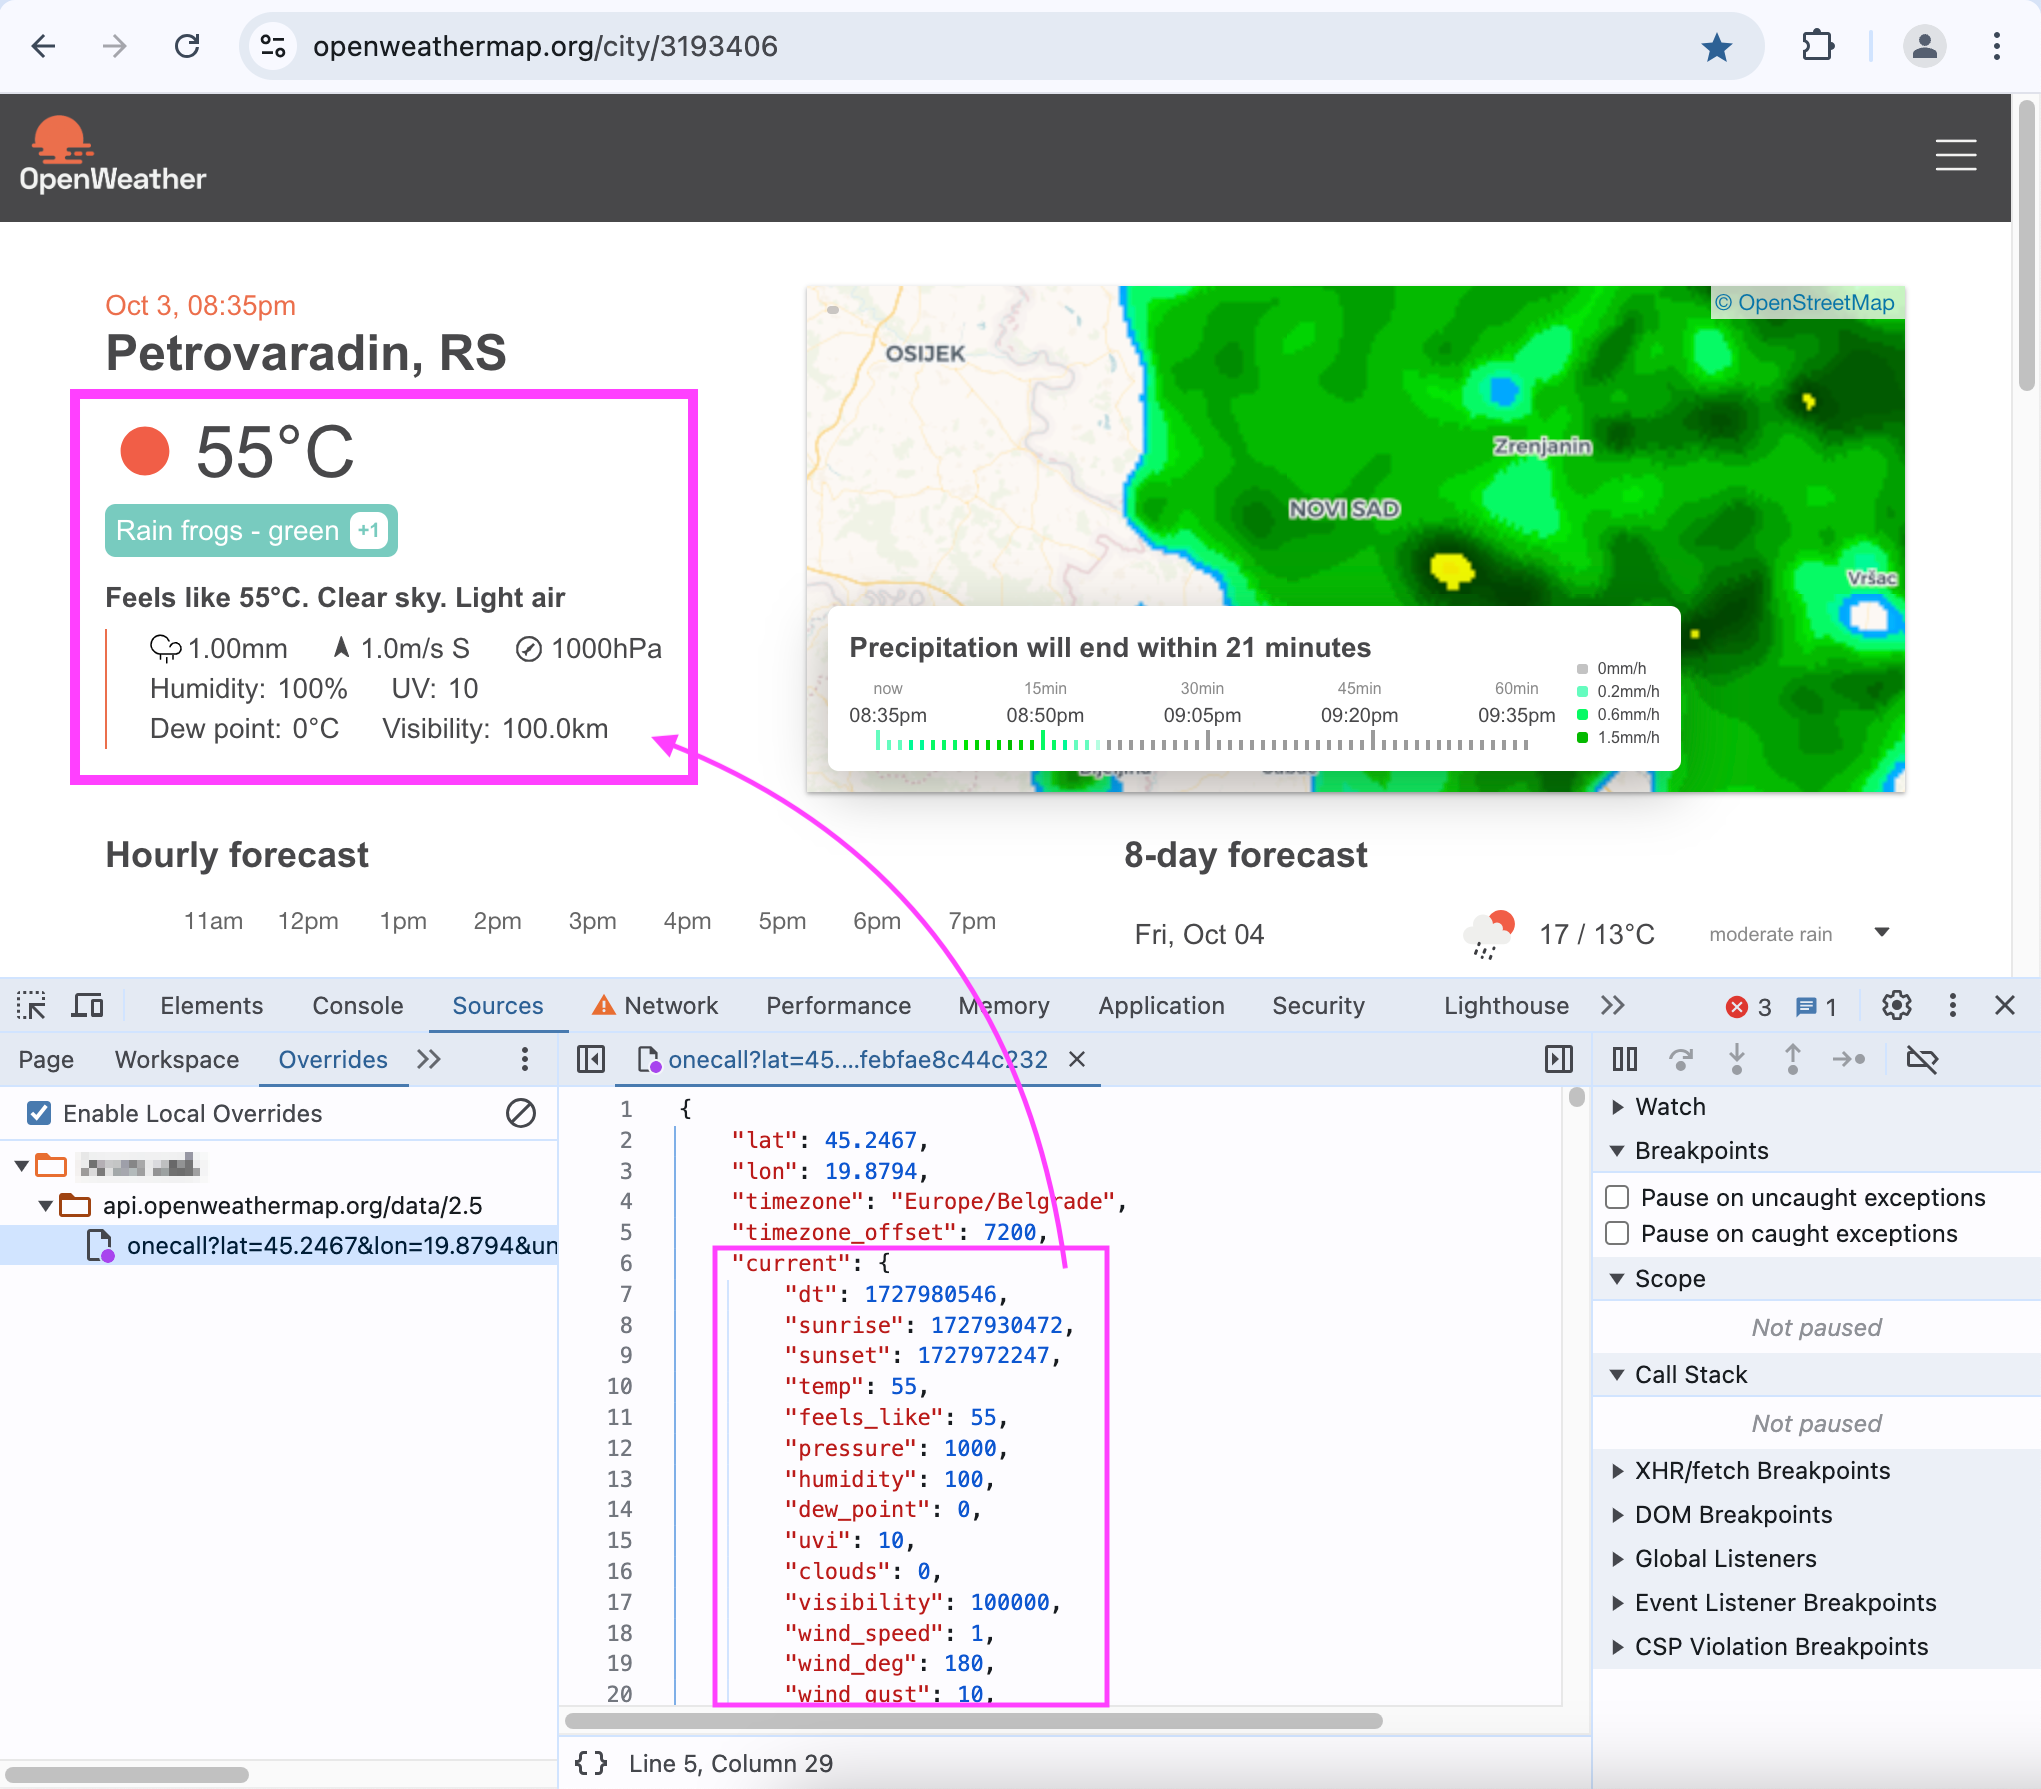 openweathermap.org/city/3193406
OpenWeather
Oct 3, 08:35pm
Petrovaradin, RS
55°C
Rain frogs - green +1
Feels like 55°C. Clear sky. Light air
1.00mm 1.0m/s S 1000hPa
Humidity: 100% UV: 10
Dew point: 0°C Visibility: 100.0km
© OpenStreetMap
OSIJEK
Zrenjanin
NOVI SAD
Vršac
Precipitation will end within 21 minutes
now 15min 30min 45min 60min
08:35pm 08:50pm 09:05pm 09:20pm 09:35pm
0mm/h
0.2mm/h
0.6mm/h
1.5mm/h
Hourly forecast
11am 12pm 1pm 2pm 3pm 4pm 5pm 6pm 7pm
8-day forecast
Fri, Oct 04 17 / 13°C moderate rain
Elements Console Sources Network Performance Memory Application Security Lighthouse 3 1
Page Workspace Overrides
Enable Local Overrides
api.openweathermap.org/data/2.5
onecall?lat=45.2467&lon=19.8794&un
onecall?lat=45....febfae8c44c232
1 {
2 "lat": 45.2467,
3 "lon": 19.8794,
4 "timezone": "Europe/Belgrade",
5 "timezone_offset": 7200,
6 "current": {
7 "dt": 1727980546,
8 "sunrise": 1727930472,
9 "sunset": 1727972247,
10 "temp": 55,
11 "feels_like": 55,
12 "pressure": 1000,
13 "humidity": 100,
14 "dew_point": 0,
15 "uvi": 10,
16 "clouds": 0,
17 "visibility": 100000,
18 "wind_speed": 1,
19 "wind_deg": 180,
20 "wind_gust": 10,
{} Line 5, Column 29
Watch
Breakpoints
Pause on uncaught exceptions
Pause on caught exceptions
Scope
Not paused
Call Stack
Not paused
XHR/fetch Breakpoints
DOM Breakpoints
Global Listeners
Event Listener Breakpoints
CSP Violation Breakpoints